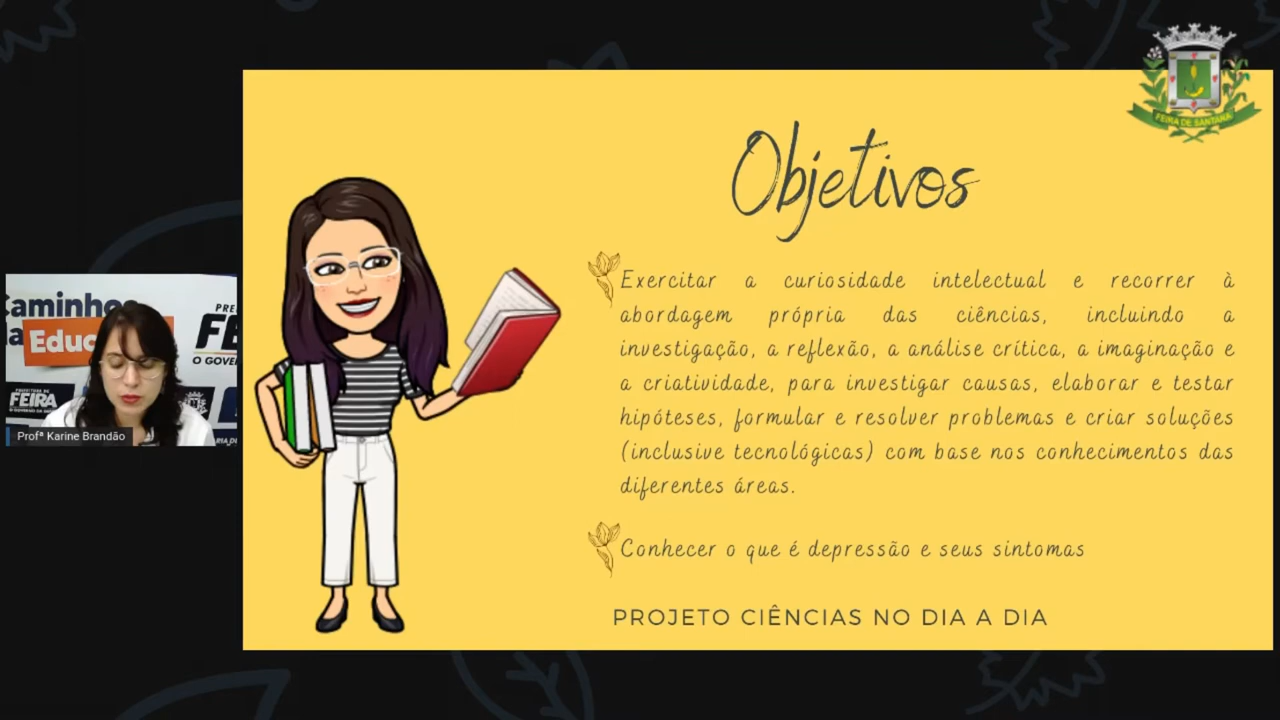 FEIRA DE SANTANA
Objetivos
Exercitar a curiosidade intelectual e recorrer à
abordagem própria das ciências, incluindo a
investigação, a reflexão, a análise crítica, a imaginação e
a criatividade, para investigar causas, elaborar e testar
hipóteses, formular e resolver problemas e criar soluções
(inclusive tecnológicas) com base nos conhecimentos das
diferentes áreas.
Conhecer o que é depressão e seus sintomas
PROJETO CIÊNCIAS NO DIA A DIA
Caminhos
Educ
PRE
FE
O GOVE
FEIRA
Profª Karine Brandão